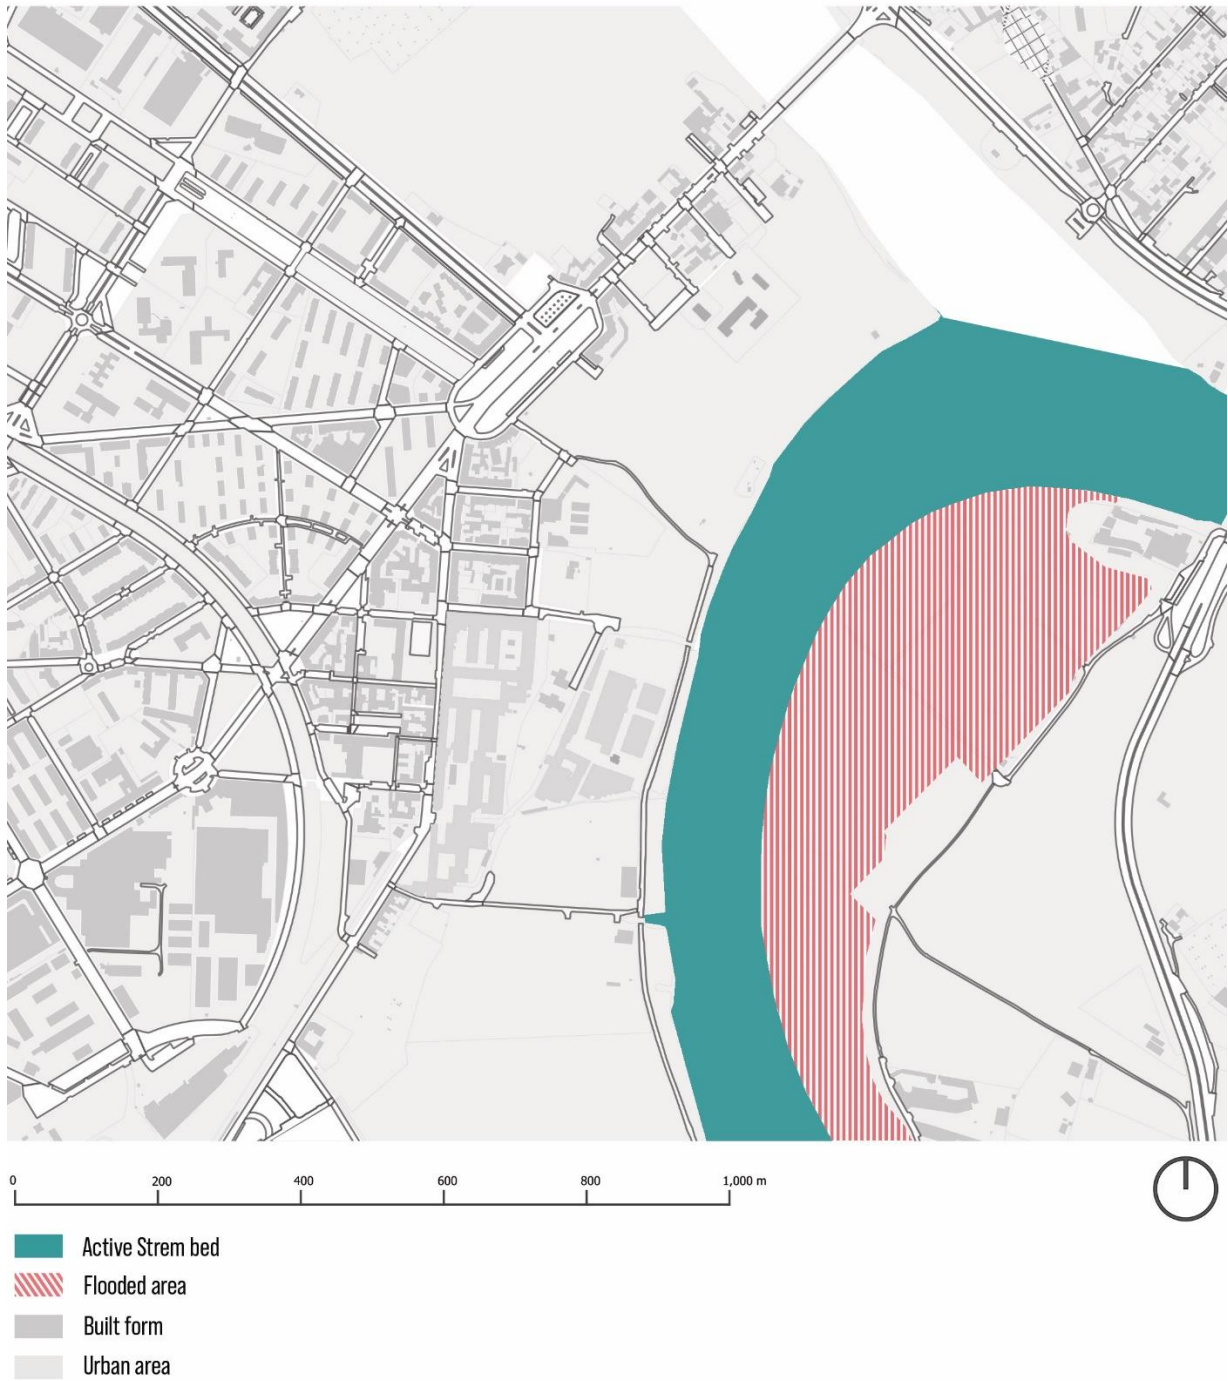 0 200 400 600 800 1,000 m
Active Strem bed
Flooded area
Built form
Urban area